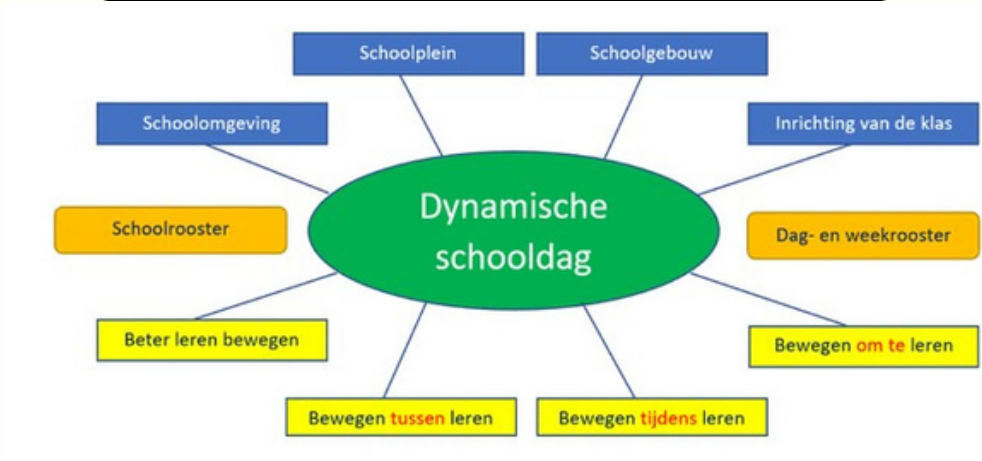 Schoolplein
Schoolgebouw
Schoolomgeving
Inrichting van de klas
Dynamische
schooldag
Schoolrooster
Dag- en weekrooster
Beter leren bewegen
Bewegen om te leren
Bewegen tussen leren
Bewegen tijdens leren